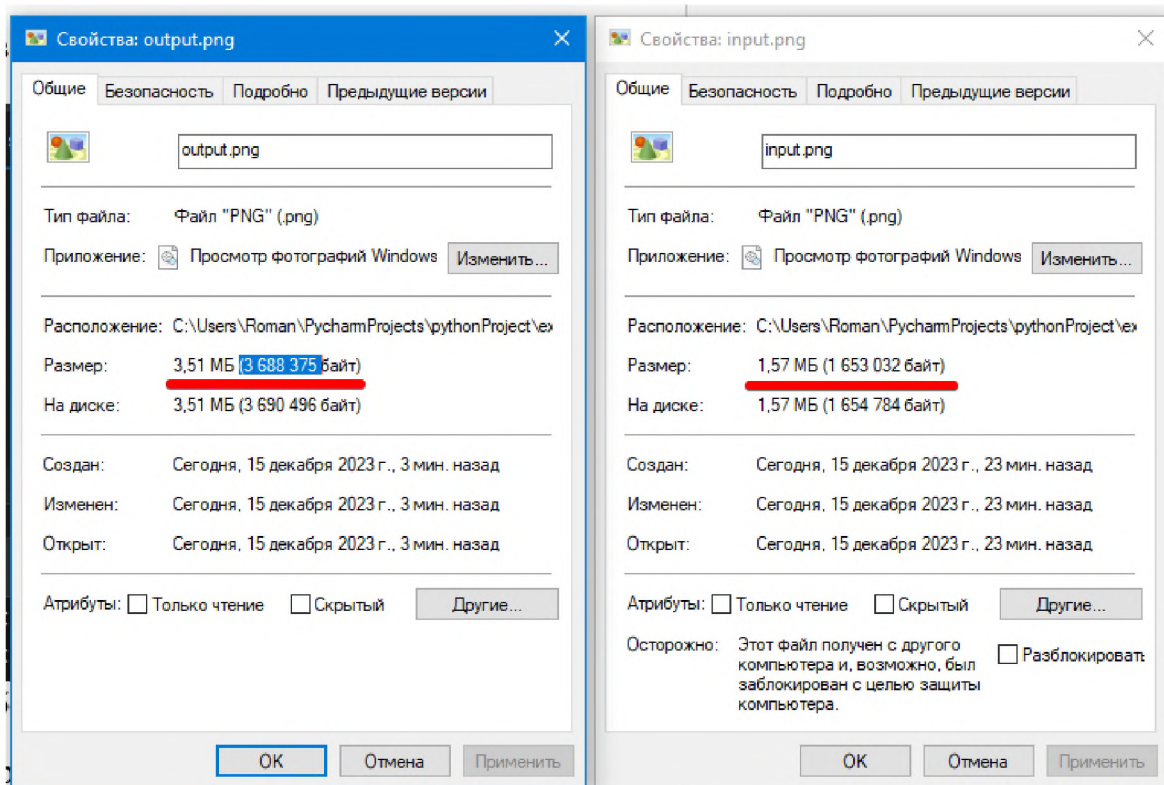 Свойства: output.png
Общие Безопасность Подробно Предыдущие версии
output.png
Тип файла: Файл "PNG" (.png)
Приложение: Просмотр фотографий Windows Изменить...
Расположение: C:\Users\Roman\PycharmProjects\pythonProject\ex
Размер: 3,51 МБ (3 688 375 байт)
На диске: 3,51 МБ (3 690 496 байт)
Создан: Сегодня, 15 декабря 2023 г., 3 мин. назад
Изменен: Сегодня, 15 декабря 2023 г., 3 мин. назад
Открыт: Сегодня, 15 декабря 2023 г., 3 мин. назад
Атрибуты: Только чтение Скрытый Другие...
OK Отмена Применить
Свойства: input.png
Общие Безопасность Подробно Предыдущие версии
input.png
Тип файла: Файл "PNG" (.png)
Приложение: Просмотр фотографий Windows Изменить...
Расположение: C:\Users\Roman\PycharmProjects\pythonProject\ex
Размер: 1,57 МБ (1 653 032 байт)
На диске: 1,57 МБ (1 654 784 байт)
Создан: Сегодня, 15 декабря 2023 г., 23 мин. назад
Изменен: Сегодня, 15 декабря 2023 г., 23 мин. назад
Открыт: Сегодня, 15 декабря 2023 г., 23 мин. назад
Атрибуты: Только чтение Скрытый Другие...
Осторожно: Этот файл получен с другого
компьютера и, возможно, был
заблокирован с целью защиты
компьютера.
Разблокировать
OK Отмена Применить